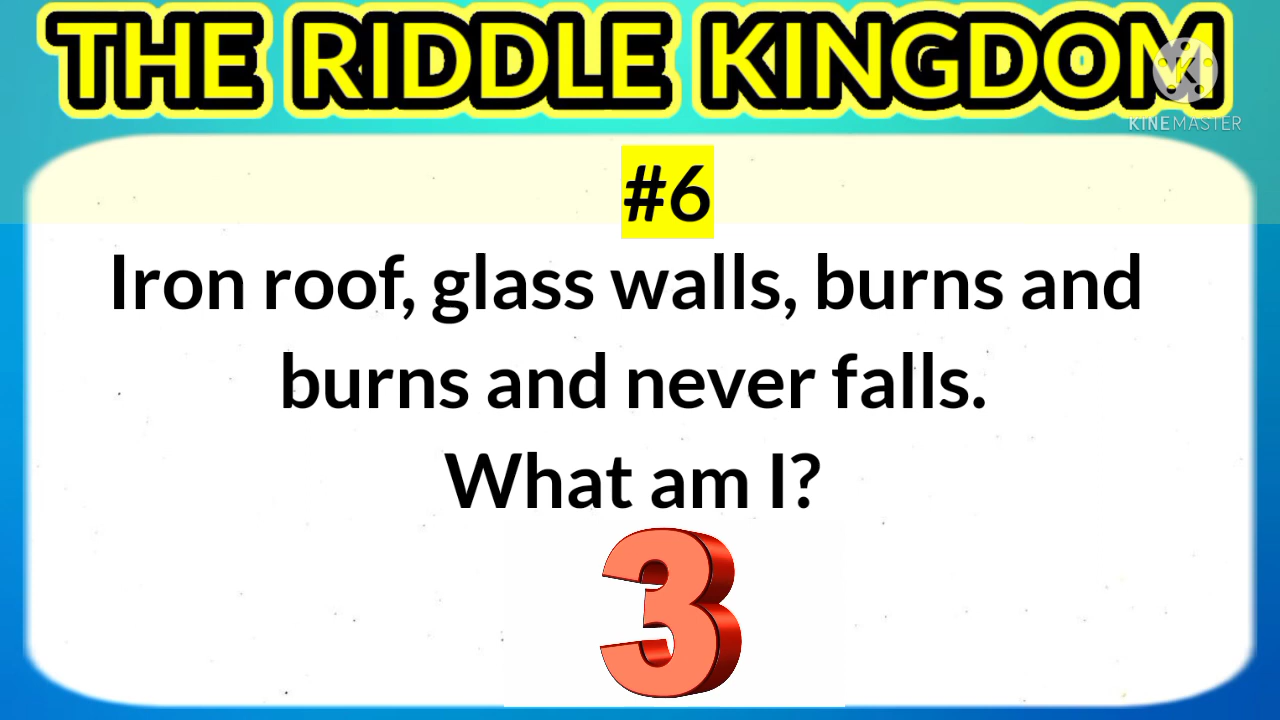 THE RIDDLE KINGDOM
K
KINEMASTER
#6
Iron roof, glass walls, burns and
burns and never falls.
What am I?
3